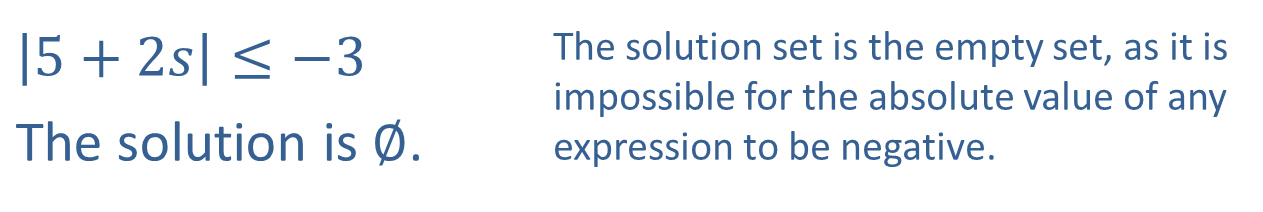 |5 + 2s| ≤ −3
The solution is ∅.
The solution set is the empty set, as it is
impossible for the absolute value of any
expression to be negative.